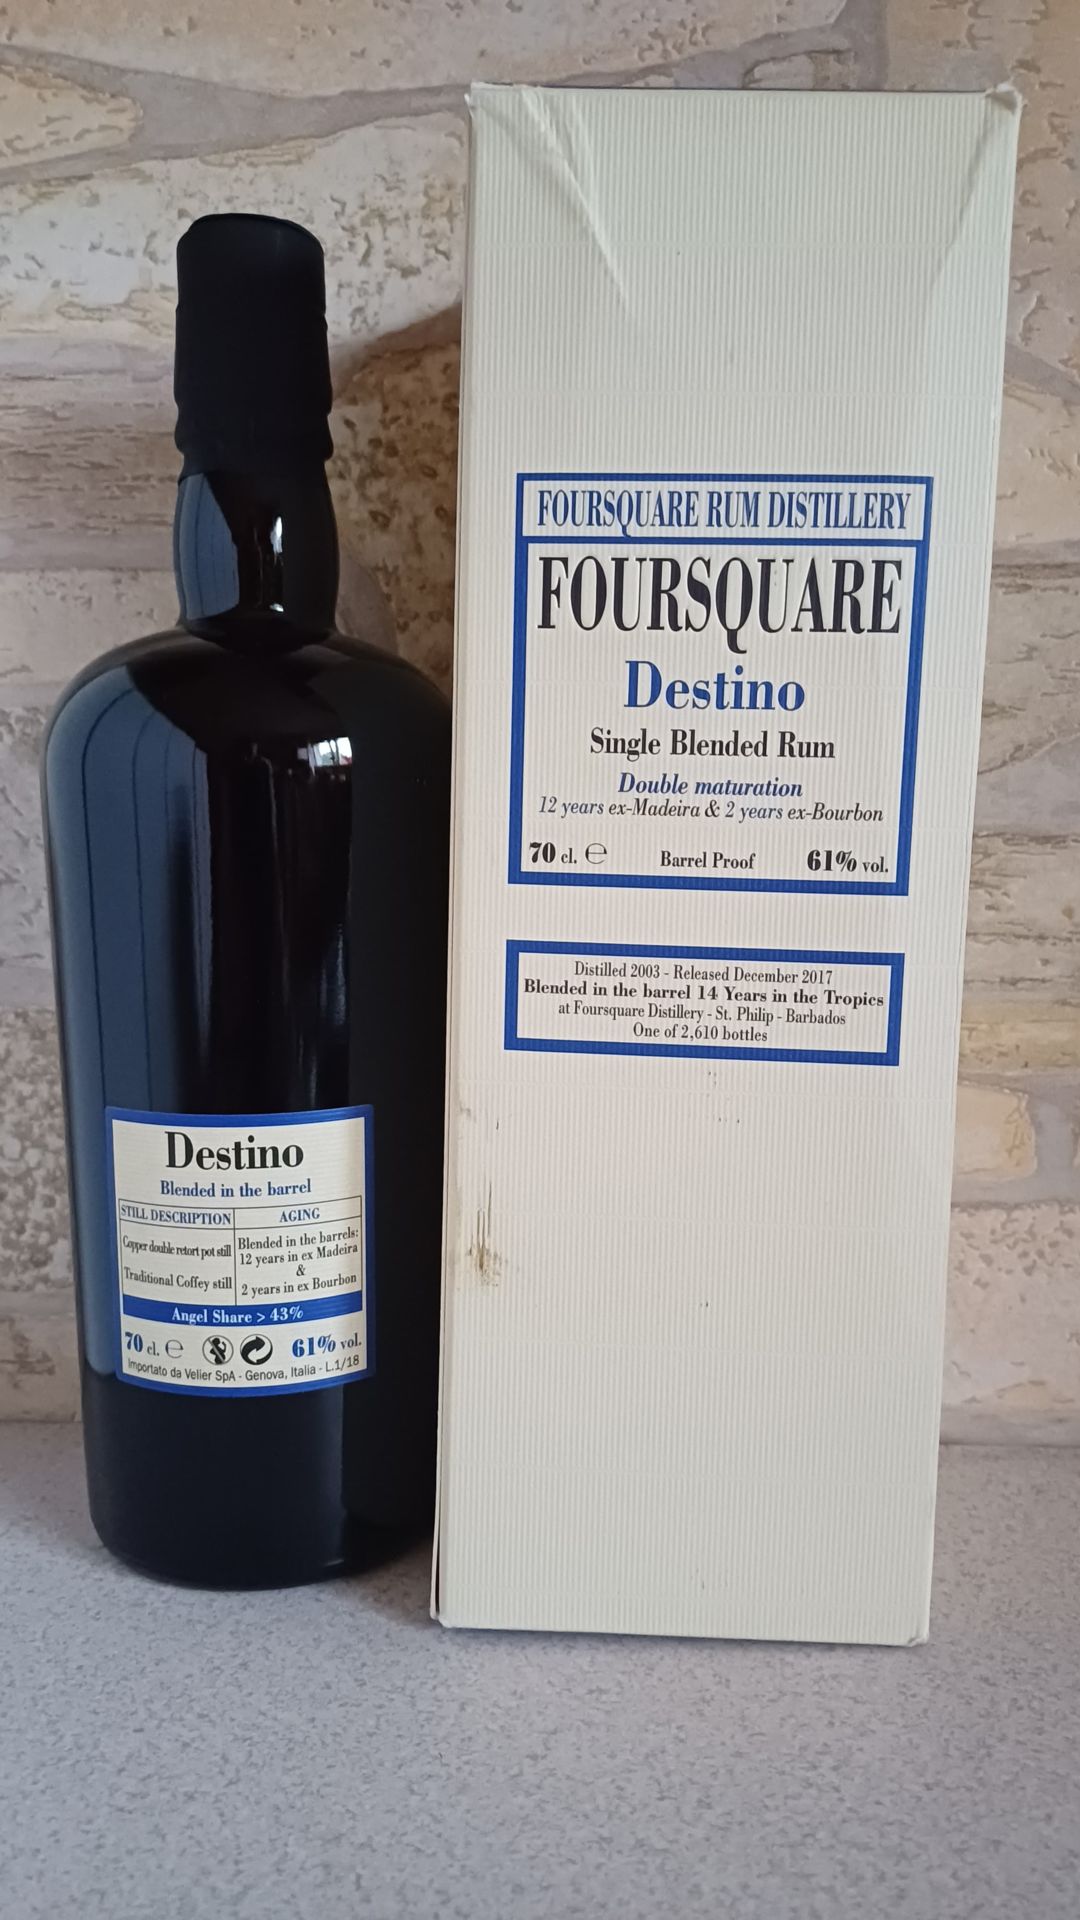 FOURSQUARE RUM DISTILLERY
FOURSQUARE
Destino
Single Blended Rum
Double maturation
12 years ex-Madeira & 2 years ex-Bourbon
70 cl. ℮ Barrel Proof 61% vol.
Distilled 2003 - Released December 2017
Blended in the barrel 14 Years in the Tropics
at Foursquare Distillery - St. Philip - Barbados
One of 2,610 bottles
Destino
Blended in the barrel
STILL DESCRIPTION
Copper double retort pot still
Traditional Coffey still
AGING
Blended in the barrels:
12 years in ex Madeira
&
2 years in ex Bourbon
Angel Share > 43%
70 cl. ℮ 61% vol.
Importato da Velier SpA - Genova, Italia - L.1/18